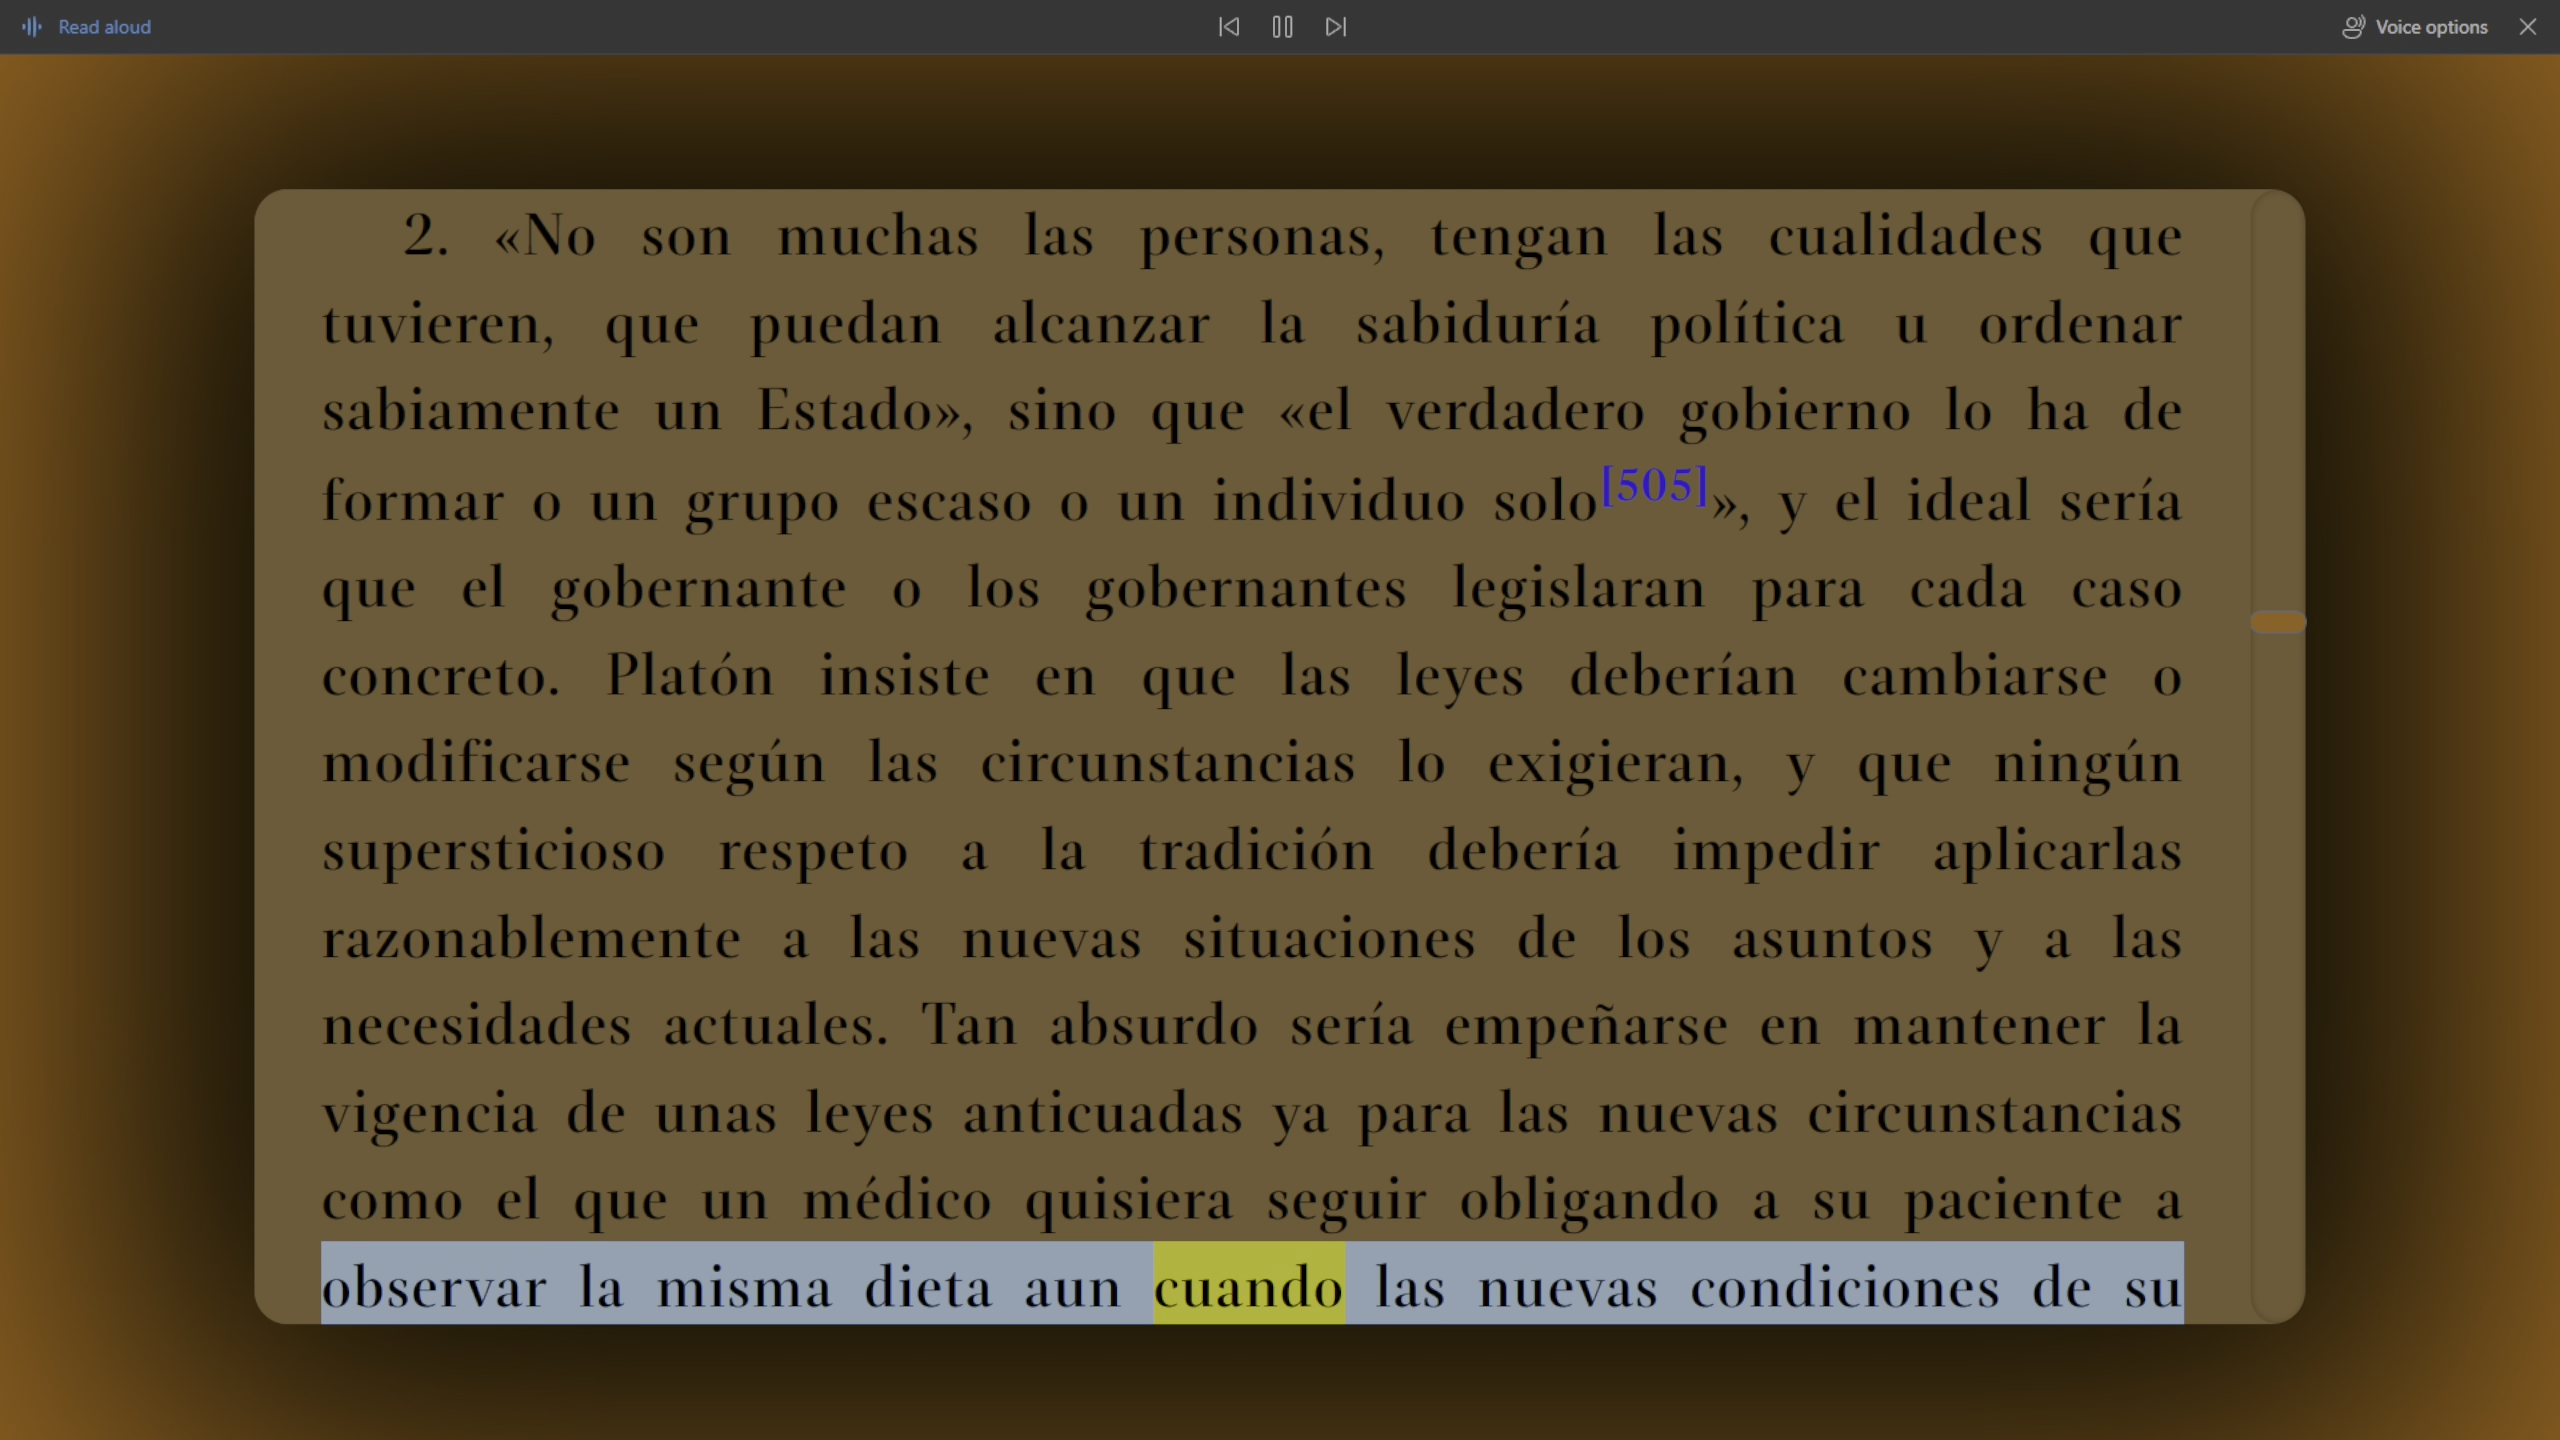 Read aloud
Voice options
2. «No son muchas las personas, tengan las cualidades que
tuvieren, que puedan alcanzar la sabiduría política u ordenar
sabiamente un Estado», sino que «el verdadero gobierno lo ha de
formar o un grupo escaso o un individuo solo[505]», y el ideal sería
que el gobernante o los gobernantes legislaran para cada caso
concreto. Platón insiste en que las leyes deberían cambiarse o
modificarse según las circunstancias lo exigieran, y que ningún
supersticioso respeto a la tradición debería impedir aplicarlas
razonablemente a las nuevas situaciones de los asuntos y a las
necesidades actuales. Tan absurdo sería empeñarse en mantener la
vigencia de unas leyes anticuadas ya para las nuevas circunstancias
como el que un médico quisiera seguir obligando a su paciente a
observar la misma dieta aun cuando las nuevas condiciones de su